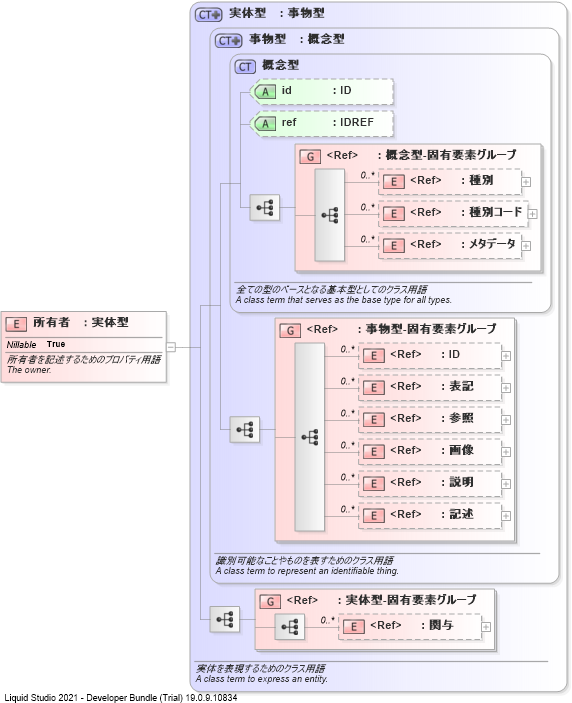 CT 実体型 : 事物型
CT 事物型 : 概念型
CT 概念型
A id : ID
A ref : IDREF
G <Ref> : 概念型-固有要素グループ
0..* E <Ref> : 種別
0..* E <Ref> : 種別コード
0..* E <Ref> : メタデータ
全ての型のベースとなる基本型としてのクラス用語
A class term that serves as the base type for all types.
E 所有者 : 実体型
Nillable True
所有者を記述するためのプロパティ用語
The owner.
G <Ref> : 事物型-固有要素グループ
0..* E <Ref> : ID
0..* E <Ref> : 表記
0..* E <Ref> : 参照
0..* E <Ref> : 画像
0..* E <Ref> : 説明
0..* E <Ref> : 記述
識別可能なことやものを表すためのクラス用語
A class term to represent an identifiable thing.
G <Ref> : 実体型-固有要素グループ
0..* E <Ref> : 関与
実体を表現するためのクラス用語
A class term to express an entity.
Liquid Studio 2021 - Developer Bundle (Trial) 19.0.9.10834